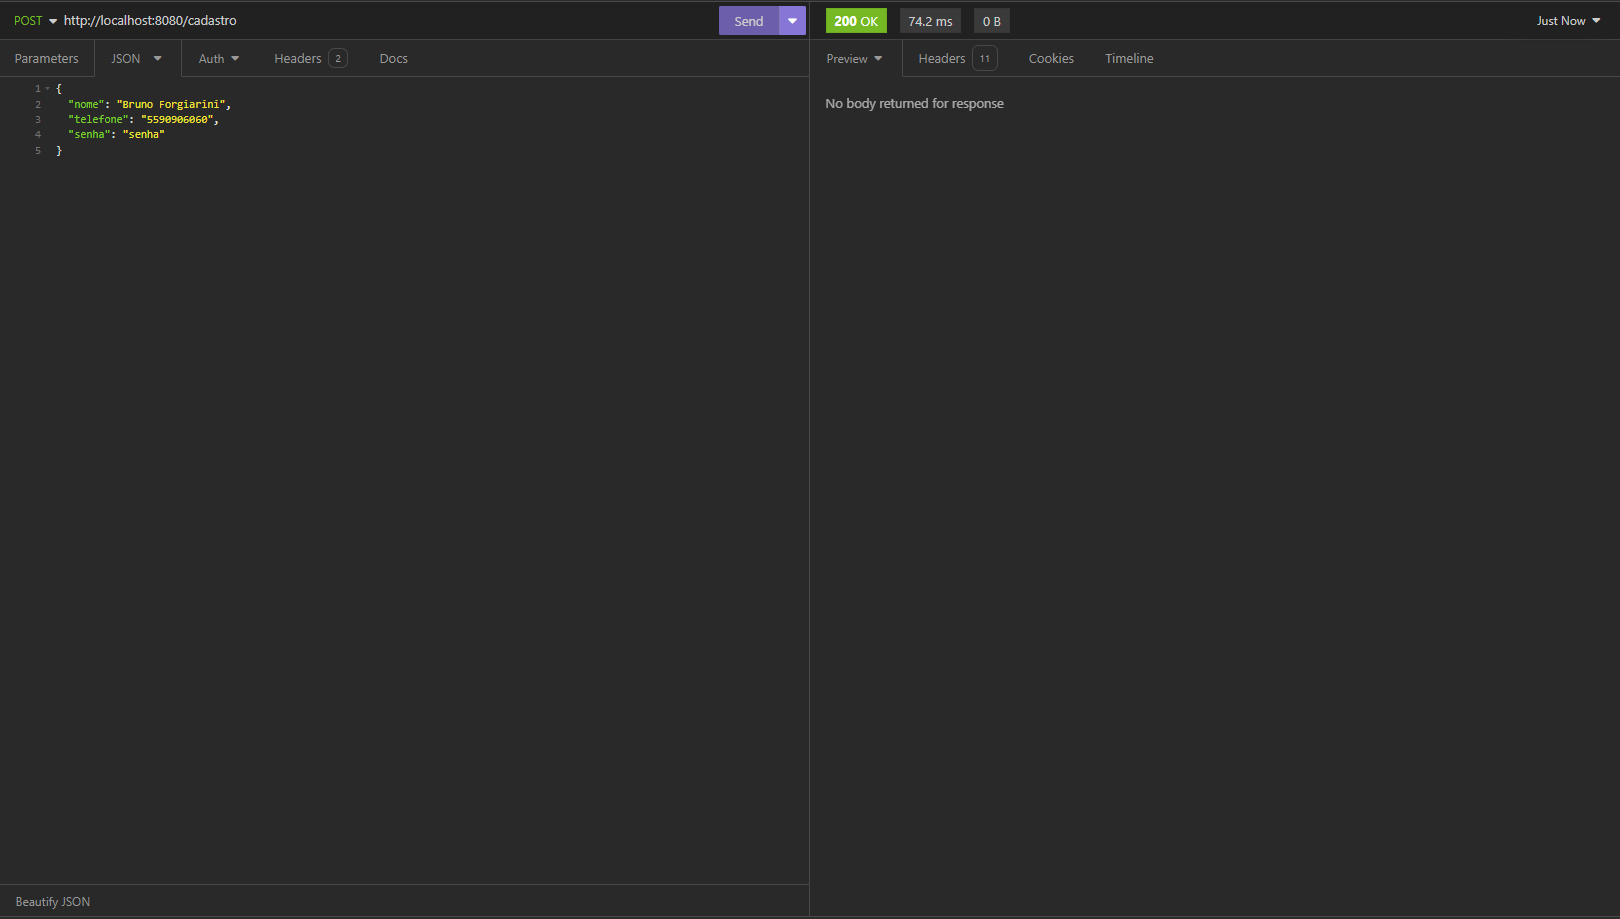 POST http://localhost:8080/cadastro Send
200 OK 74.2 ms 0 B Just Now
Parameters JSON Auth Headers 2 Docs
Preview Headers 11 Cookies Timeline
1 {
2 "nome": "Bruno Forgiarini",
3 "telefone": "5590906060",
4 "senha": "senha"
5 }
No body returned for response
Beautify JSON